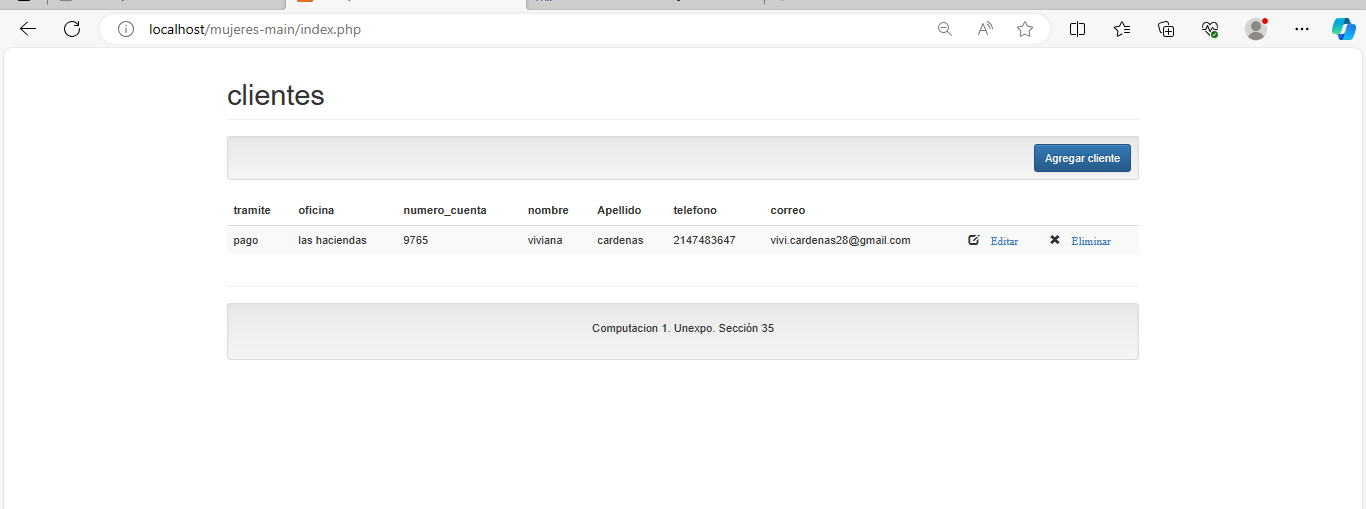 localhost/mujeres-main/index.php
clientes
Agregar cliente
tramite oficina numero_cuenta nombre Apellido telefono correo
pago las haciendas 9765 viviana cardenas 2147483647 vivi.cardenas28@gmail.com Editar Eliminar
Computacion 1. Unexpo. Sección 35